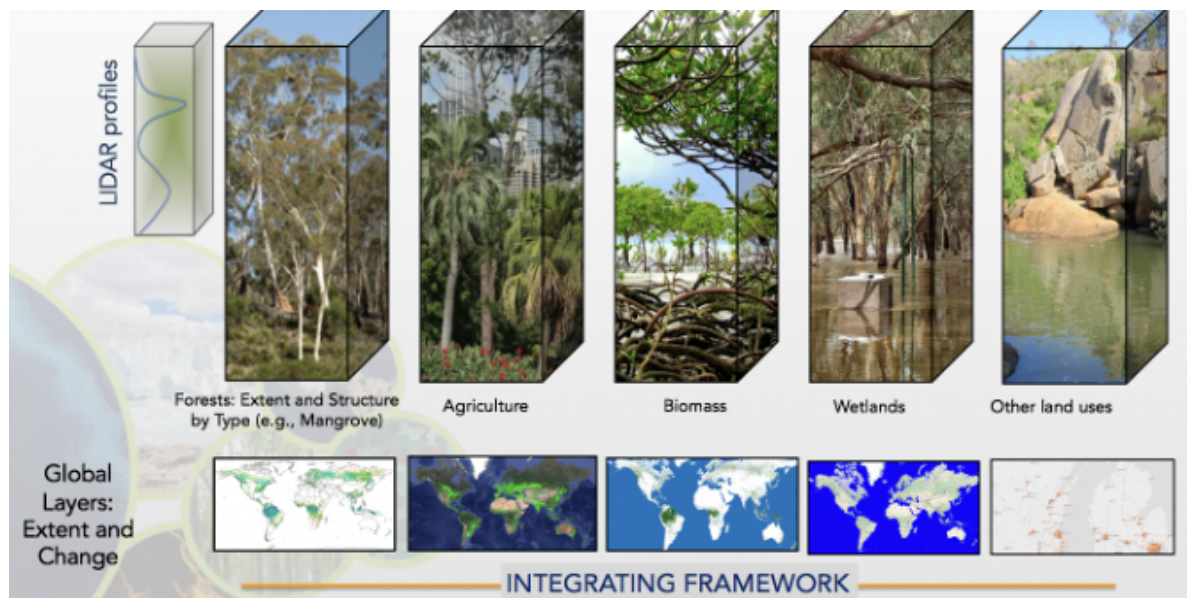 LIDAR profiles
Forests: Extent and Structure
by Type (e.g., Mangrove)
Agriculture
Biomass
Wetlands
Other land uses
Global
Layers:
Extent and
Change
INTEGRATING FRAMEWORK